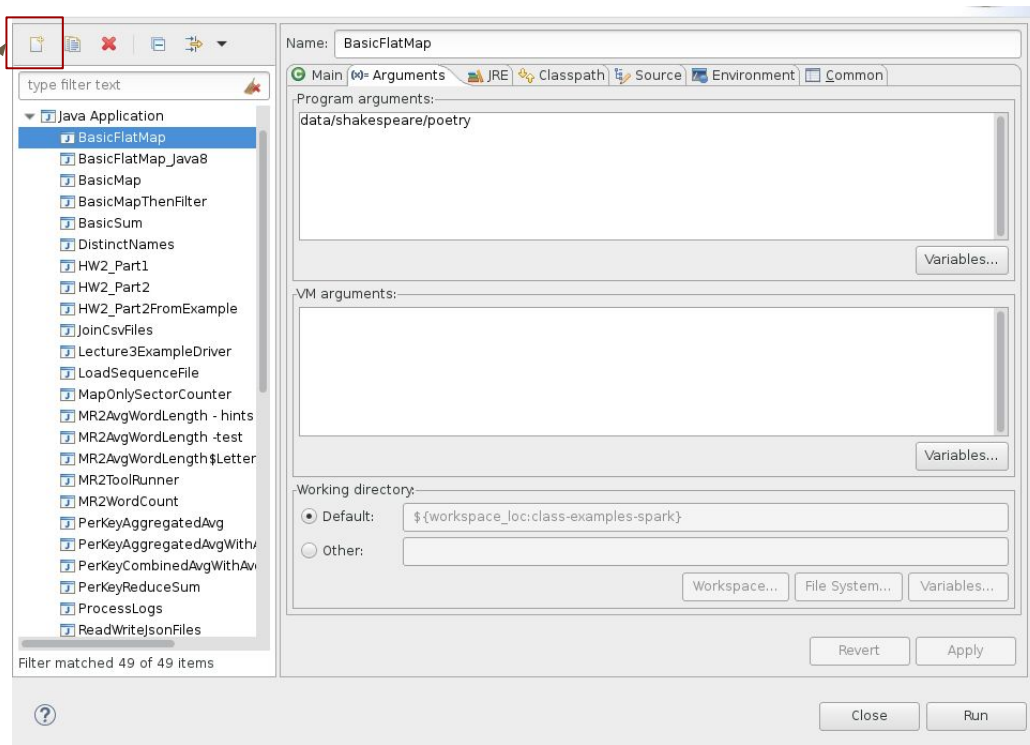 Name: BasicFlatMap
type filter text
Main (x)= Arguments JRE Classpath Source Environment Common
Java Application
BasicFlatMap
BasicFlatMap_Java8
BasicMap
BasicMapThenFilter
BasicSum
DistinctNames
HW2_Part1
HW2_Part2
HW2_Part2FromExample
JoinCsvFiles
Lecture3ExampleDriver
LoadSequenceFile
MapOnlySectorCounter
MR2AvgWordLength - hints
MR2AvgWordLength -test
MR2AvgWordLength$Letter
MR2ToolRunner
MR2WordCount
PerKeyAggregatedAvg
PerKeyAggregatedAvgWith
PerKeyCombinedAvgWithAv
PerKeyReduceSum
ProcessLogs
ReadWriteJsonFiles
Filter matched 49 of 49 items
Program arguments:
data/shakespeare/poetry
Variables...
VM arguments:
Variables...
Working directory:
Default: ${workspace_loc:class-examples-spark}
Other:
Workspace... File System... Variables...
Revert Apply
? Close Run